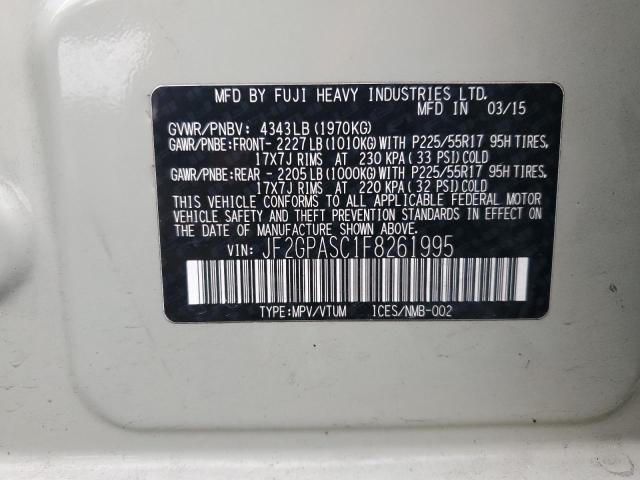 MFD BY FUJI HEAVY INDUSTRIES LTD.
MFD IN 03/15
GVWR/PNBV: 4343LB(1970KG)
GAWR/PNBE:FRONT- 2227LB(1010KG)WITH P225/55R17 95H TIRES,
17X7J RIMS AT 230 KPA(33 PSI)COLD
GAWR/PNBE:REAR - 2205LB(1000KG)WITH P225/55R17 95H TIRES,
17X7J RIMS AT 220 KPA(32 PSI)COLD
THIS VEHICLE CONFORMS TO ALL APPLICABLE FEDERAL MOTOR
VEHICLE SAFETY AND THEFT PREVENTION STANDARDS IN EFFECT ON
THE DATE OF MANUFACTURE SHOWN ABOVE.
VIN: JF2GPASC1F8261995
TYPE:MPV/VTUM ICES/NMB-002